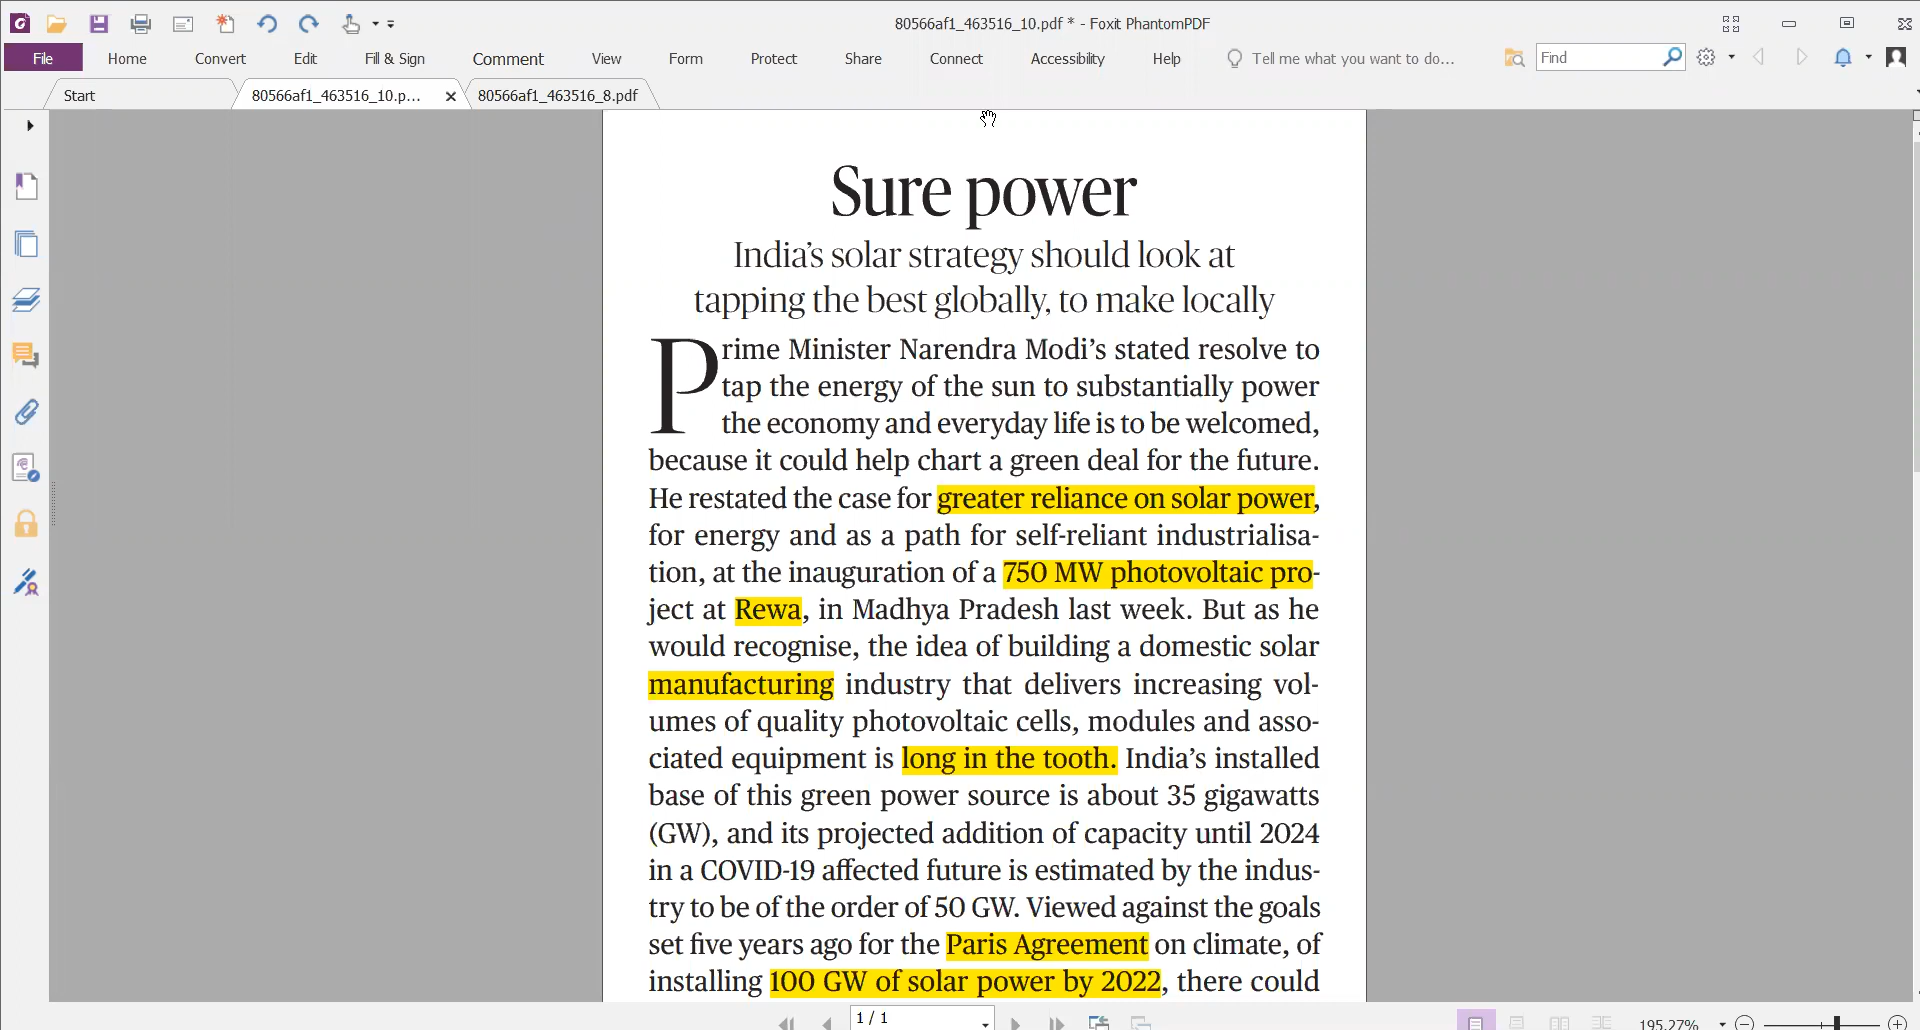 80566af1_463516_10.pdf * - Foxit PhantomPDF
File Home Convert Edit Fill & Sign Comment View Form Protect Share Connect Accessibility Help Tell me what you want to do... Find
Start 80566af1_463516_10.p... 80566af1_463516_8.pdf
Sure power
India's solar strategy should look at
tapping the best globally, to make locally
Prime Minister Narendra Modi's stated resolve to
tap the energy of the sun to substantially power
the economy and everyday life is to be welcomed,
because it could help chart a green deal for the future.
He restated the case for greater reliance on solar power,
for energy and as a path for self-reliant industrialisa-
tion, at the inauguration of a 750 MW photovoltaic pro-
ject at Rewa, in Madhya Pradesh last week. But as he
would recognise, the idea of building a domestic solar
manufacturing industry that delivers increasing vol-
umes of quality photovoltaic cells, modules and asso-
ciated equipment is long in the tooth. India's installed
base of this green power source is about 35 gigawatts
(GW), and its projected addition of capacity until 2024
in a COVID-19 affected future is estimated by the indus-
try to be of the order of 50 GW. Viewed against the goals
set five years ago for the Paris Agreement on climate, of
installing 100 GW of solar power by 2022, there could
1 / 1 195.27%